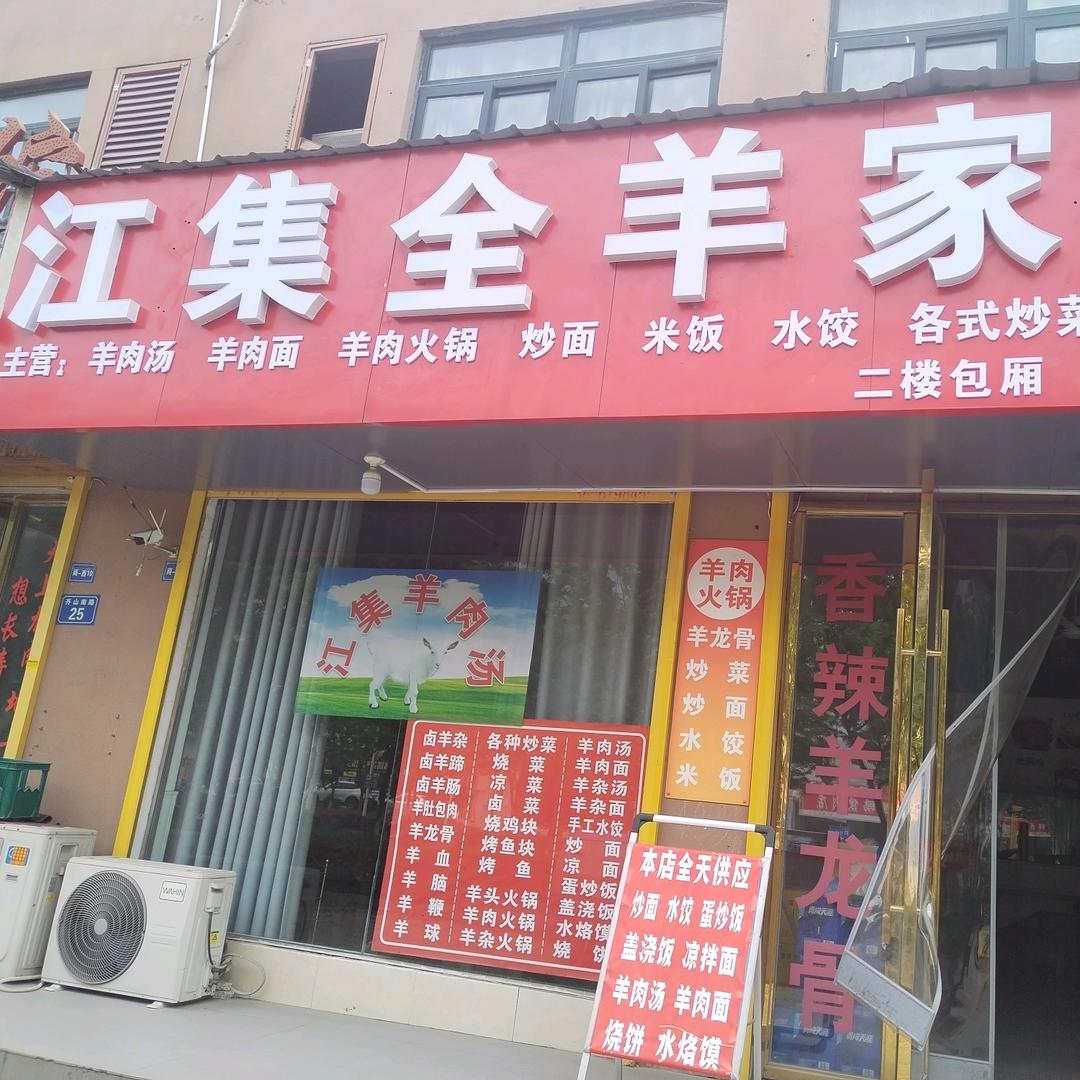 江集全羊家
主营：羊肉汤 羊肉面 羊肉火锅 炒面 米饭 水饺 各式炒菜
二楼包厢
齐山南路
25
想
江集羊肉汤
羊肉
火锅
羊龙骨
炒菜
炒面
水饺
米饭
香辣羊龙骨
卤羊杂
卤羊蹄
卤羊肠
羊肚包肉
羊龙骨
羊血
羊脑
羊鞭
羊球
各种炒菜
烧菜
凉菜
卤菜
烧鸡块
烤鱼块
烤鱼
羊头火锅
羊肉火锅
羊杂火锅
羊肉汤
羊肉面
羊杂汤
羊杂面
手工水饺
炒面
凉面
蛋炒饭
盖浇饭
水烙馍
烧饼
本店全天供应
炒面 水饺 蛋炒饭
盖浇饭 凉拌面
羊肉汤 羊肉面
烧饼 水烙馍
WAHIN